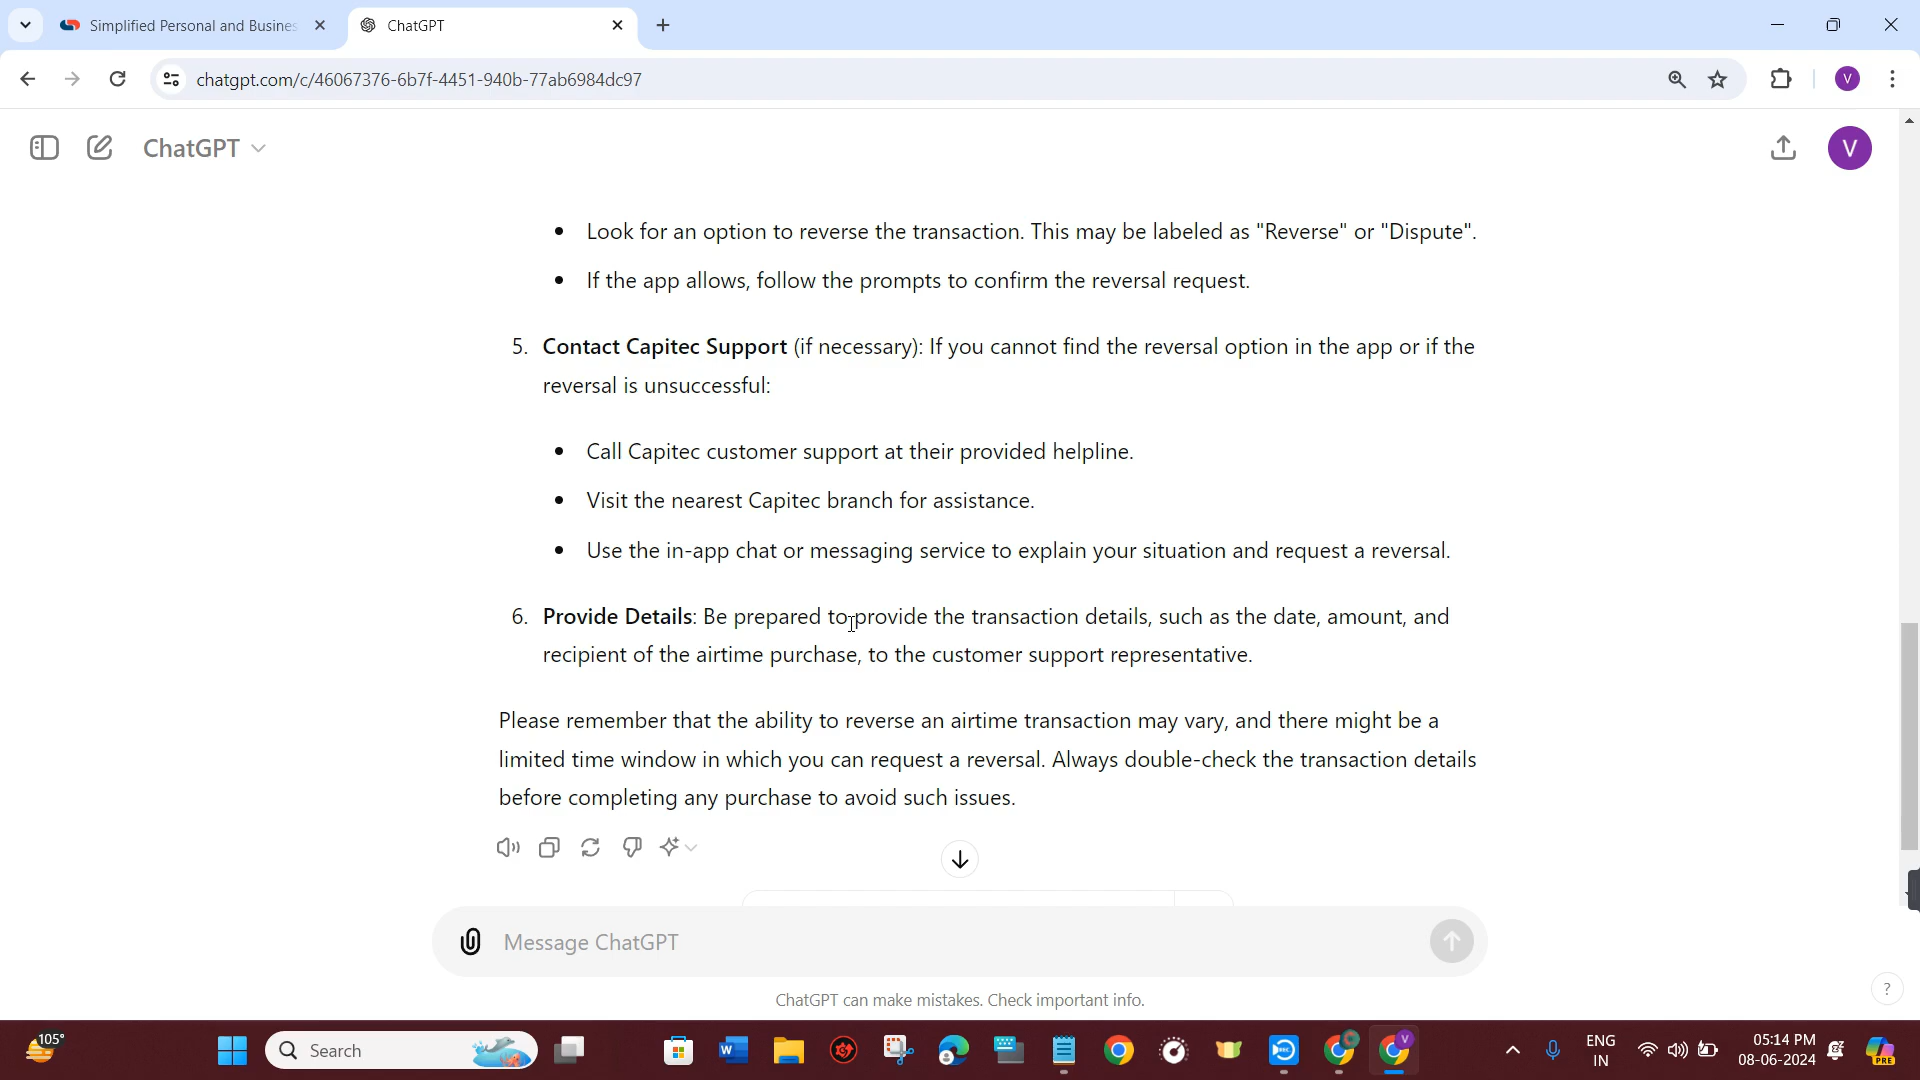 Simplified Personal and Busines
ChatGPT
chatgpt.com/c/46067376-6b7f-4451-940b-77ab6984dc97
V
ChatGPT
V
• Look for an option to reverse the transaction. This may be labeled as "Reverse" or "Dispute".
• If the app allows, follow the prompts to confirm the reversal request.
5. Contact Capitec Support (if necessary): If you cannot find the reversal option in the app or if the
reversal is unsuccessful:
• Call Capitec customer support at their provided helpline.
• Visit the nearest Capitec branch for assistance.
• Use the in-app chat or messaging service to explain your situation and request a reversal.
6. Provide Details: Be prepared to provide the transaction details, such as the date, amount, and
recipient of the airtime purchase, to the customer support representative.
Please remember that the ability to reverse an airtime transaction may vary, and there might be a
limited time window in which you can request a reversal. Always double-check the transaction details
before completing any purchase to avoid such issues.
Message ChatGPT
ChatGPT can make mistakes. Check important info.
?
105°
Search
ENG
IN
05:14 PM
08-06-2024